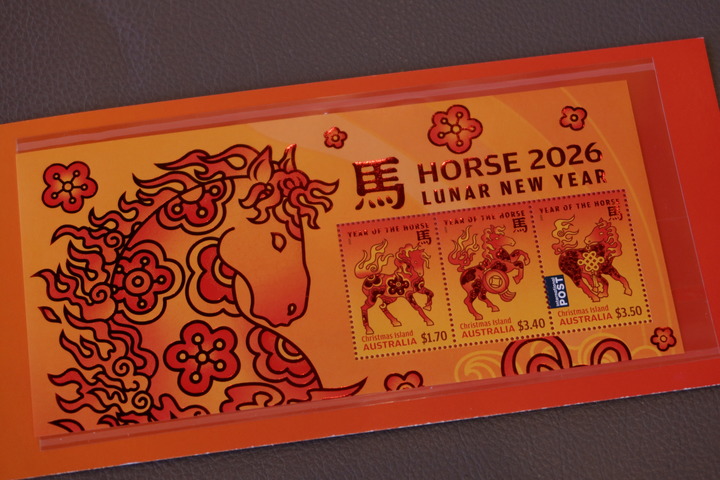 馬 HORSE 2026
LUNAR NEW YEAR
YEAR OF THE HORSE
馬
Christmas Island
AUSTRALIA $1.70
YEAR OF THE HORSE
馬
Christmas Island
AUSTRALIA $3.40
YEAR OF THE HORSE
馬
POST
Christmas Island
AUSTRALIA $3.50